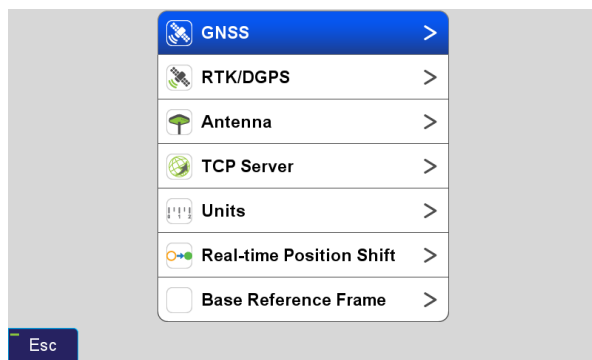 GNSS
RTK/DGPS
Antenna
TCP Server
Units
Real-time Position Shift
Base Reference Frame
Esc